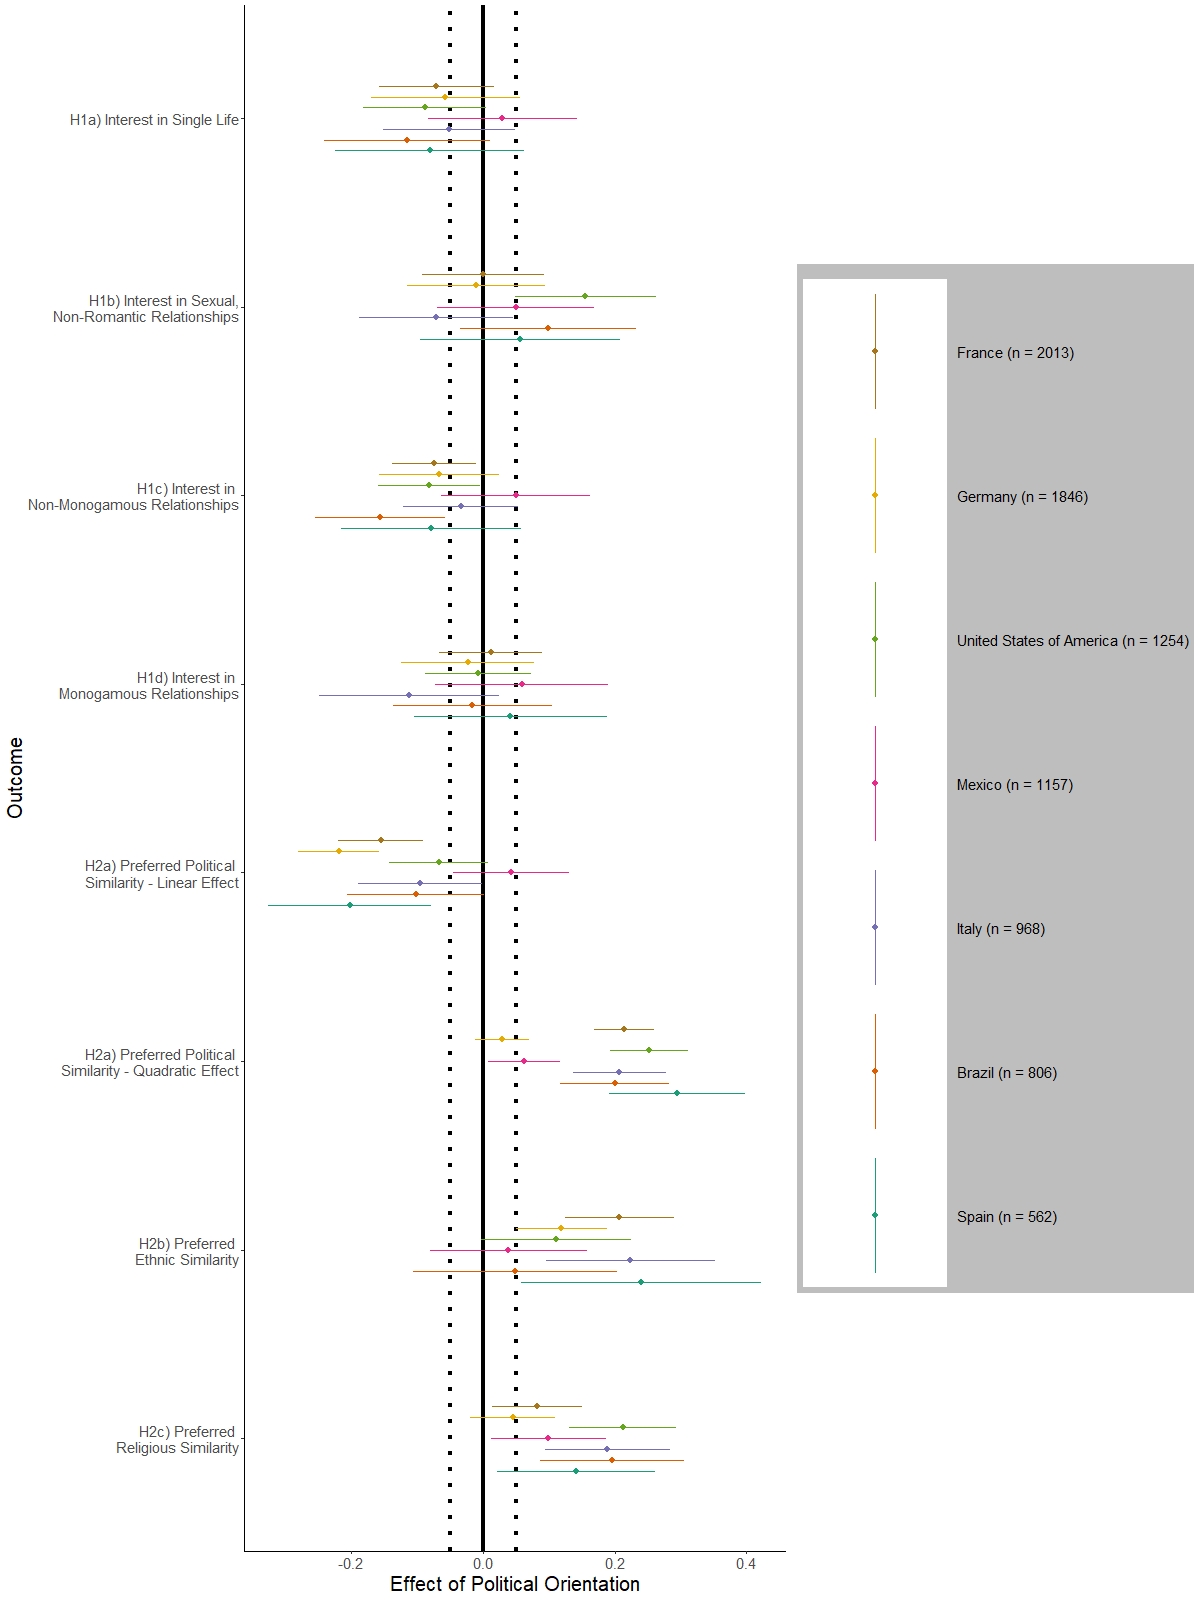 H1a) Interest in Single Life
H1b) Interest in Sexual,
Non-Romantic Relationships
H1c) Interest in
Non-Monogamous Relationships
H1d) Interest in
Monogamous Relationships
H2a) Preferred Political
Similarity - Linear Effect
H2a) Preferred Political
Similarity - Quadratic Effect
H2b) Preferred
Ethnic Similarity
H2c) Preferred
Religious Similarity
Outcome
-0.2 0.0 0.2 0.4
Effect of Political Orientation
France (n = 2013)
Germany (n = 1846)
United States of America (n = 1254)
Mexico (n = 1157)
Italy (n = 968)
Brazil (n = 806)
Spain (n = 562)